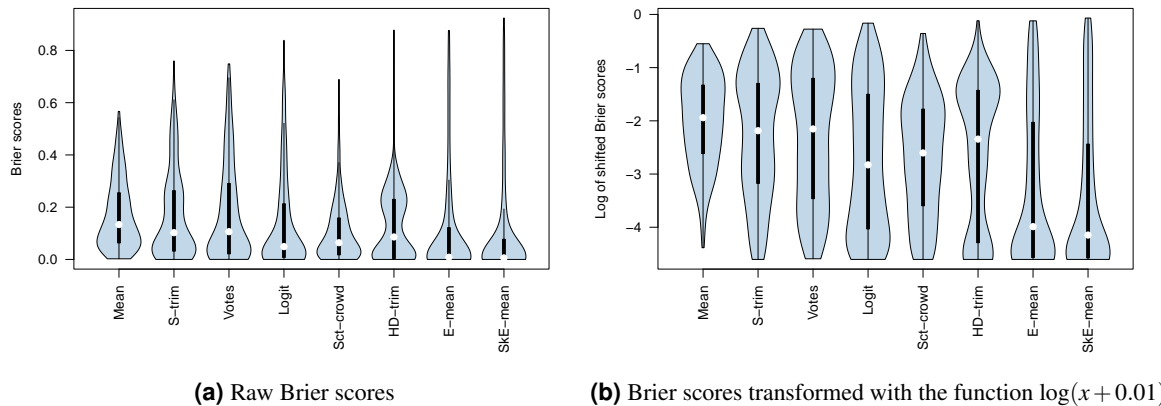 Brier scores
0.8
0.6
0.4
0.2
0.0
Mean
S−trim
Votes
Logit
Sct−crowd
HD−trim
E−mean
SkE−mean
(a) Raw Brier scores
Log of shifted Brier scores
0
−1
−2
−3
−4
Mean
S−trim
Votes
Logit
Sct−crowd
HD−trim
E−mean
SkE−mean
(b) Brier scores transformed with the function log(x + 0.01)